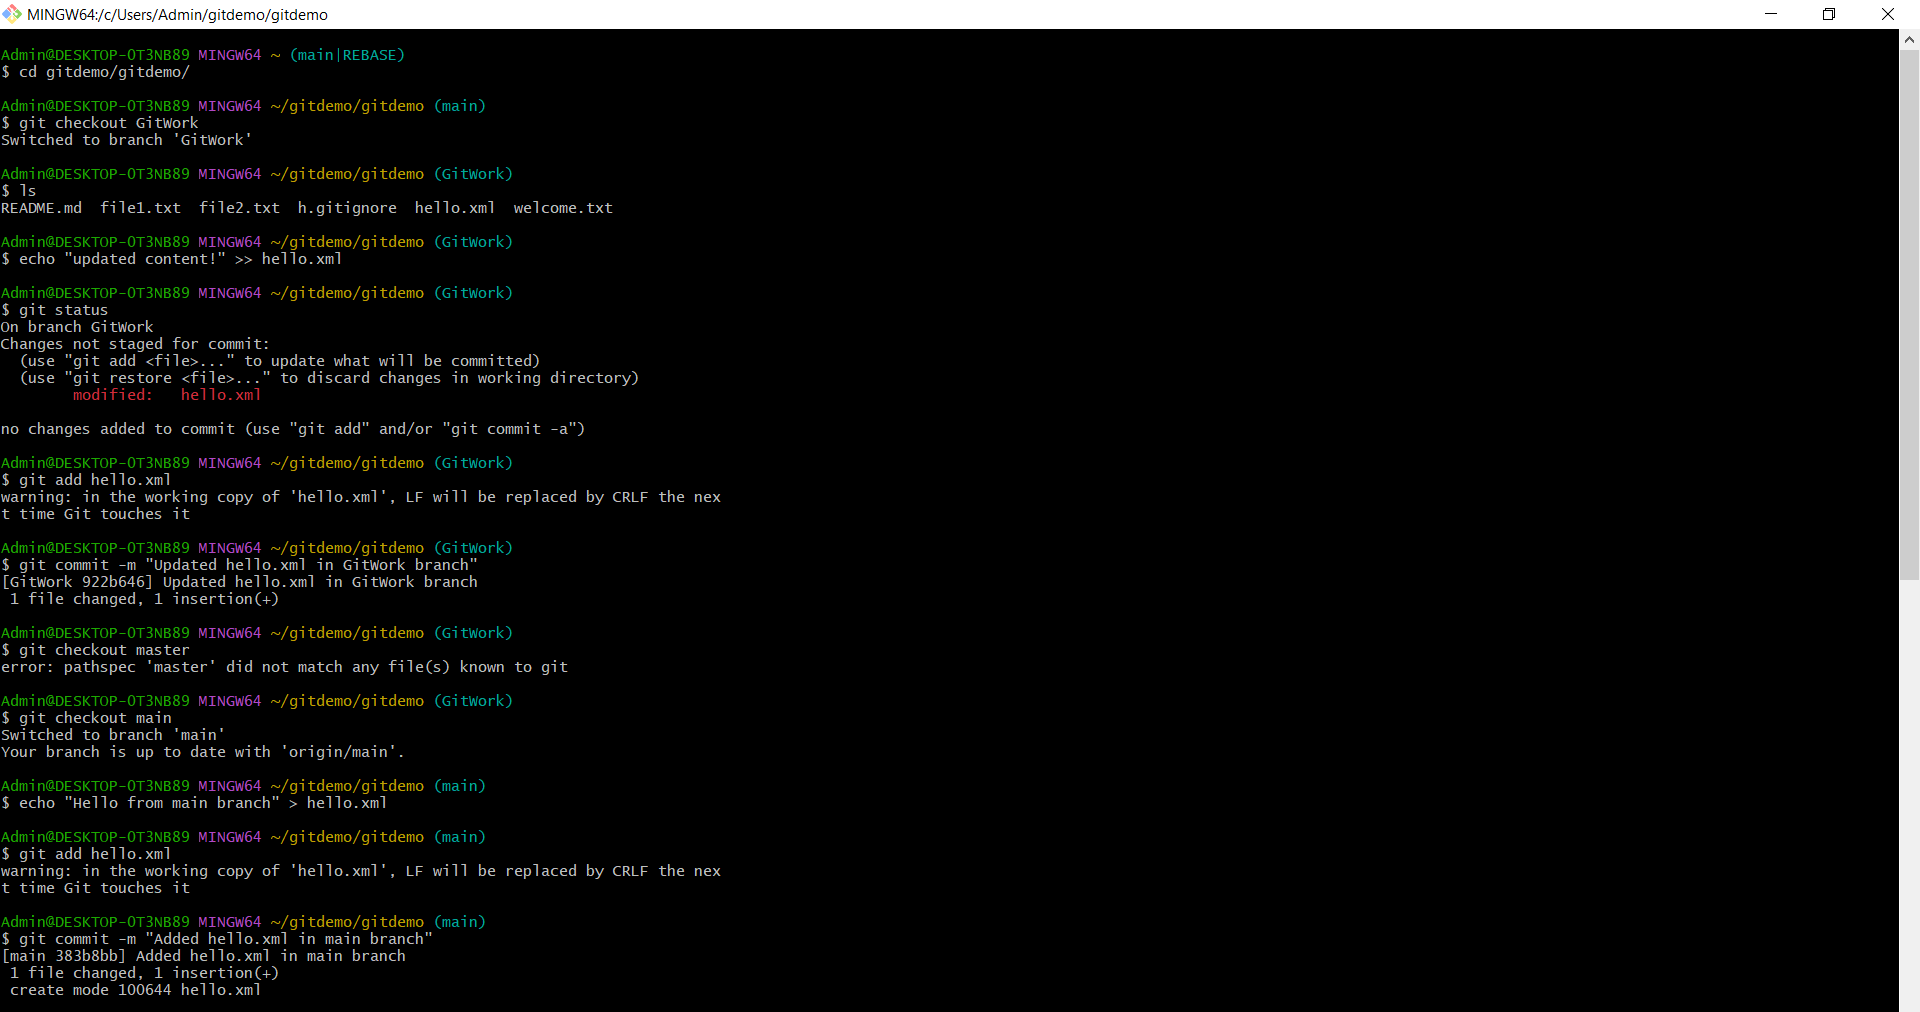 MINGW64:/c/Users/Admin/gitdemo/gitdemo
Admin@DESKTOP-OT3NB89 MINGW64 ~ (main|REBASE)
$ cd gitdemo/gitdemo/
Admin@DESKTOP-OT3NB89 MINGW64 ~/gitdemo/gitdemo (main)
$ git checkout GitWork
Switched to branch 'GitWork'
Admin@DESKTOP-OT3NB89 MINGW64 ~/gitdemo/gitdemo (GitWork)
$ ls
README.md  file1.txt  file2.txt  h.gitignore  hello.xml  welcome.txt
Admin@DESKTOP-OT3NB89 MINGW64 ~/gitdemo/gitdemo (GitWork)
$ echo "updated content!" >> hello.xml
Admin@DESKTOP-OT3NB89 MINGW64 ~/gitdemo/gitdemo (GitWork)
$ git status
On branch GitWork
Changes not staged for commit:
  (use "git add <file>..." to update what will be committed)
  (use "git restore <file>..." to discard changes in working directory)
        modified:   hello.xml
no changes added to commit (use "git add" and/or "git commit -a")
Admin@DESKTOP-OT3NB89 MINGW64 ~/gitdemo/gitdemo (GitWork)
$ git add hello.xml
warning: in the working copy of 'hello.xml', LF will be replaced by CRLF the nex
t time Git touches it
Admin@DESKTOP-OT3NB89 MINGW64 ~/gitdemo/gitdemo (GitWork)
$ git commit -m "Updated hello.xml in GitWork branch"
[GitWork 922b646] Updated hello.xml in GitWork branch
 1 file changed, 1 insertion(+)
Admin@DESKTOP-OT3NB89 MINGW64 ~/gitdemo/gitdemo (GitWork)
$ git checkout master
error: pathspec 'master' did not match any file(s) known to git
Admin@DESKTOP-OT3NB89 MINGW64 ~/gitdemo/gitdemo (GitWork)
$ git checkout main
Switched to branch 'main'
Your branch is up to date with 'origin/main'.
Admin@DESKTOP-OT3NB89 MINGW64 ~/gitdemo/gitdemo (main)
$ echo "Hello from main branch" > hello.xml
Admin@DESKTOP-OT3NB89 MINGW64 ~/gitdemo/gitdemo (main)
$ git add hello.xml
warning: in the working copy of 'hello.xml', LF will be replaced by CRLF the nex
t time Git touches it
Admin@DESKTOP-OT3NB89 MINGW64 ~/gitdemo/gitdemo (main)
$ git commit -m "Added hello.xml in main branch"
[main 383b8bb] Added hello.xml in main branch
 1 file changed, 1 insertion(+)
 create mode 100644 hello.xml